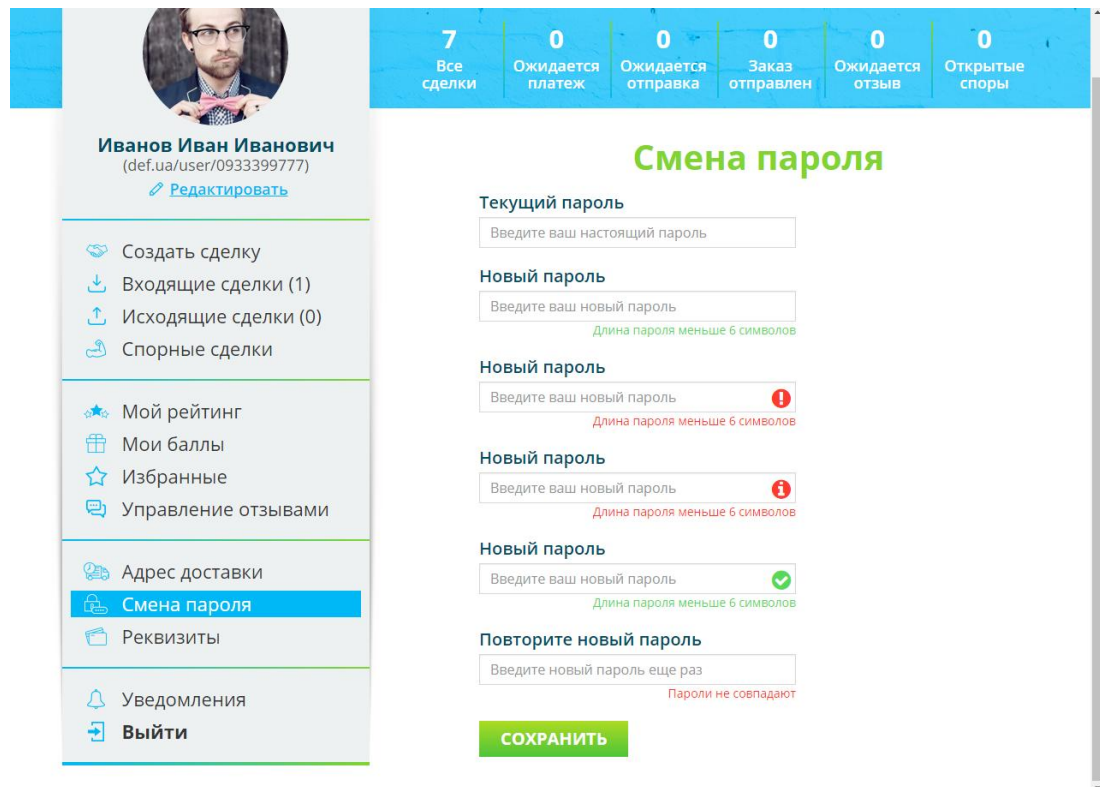 7
Все
сделки
0
Ожидается
платеж
0
Ожидается
отправка
0
Заказ
отправлен
0
Ожидается
отзыв
0
Открытые
споры
Иванов Иван Иванович
(def.ua/user/0933399777)
Редактировать
Создать сделку
Входящие сделки (1)
Исходящие сделки (0)
Спорные сделки
Мой рейтинг
Мои баллы
Избранные
Управление отзывами
Адрес доставки
Смена пароля
Реквизиты
Уведомления
Выйти
Смена пароля
Текущий пароль
Введите ваш настоящий пароль
Новый пароль
Введите ваш новый пароль
Длина пароля меньше 6 символов
Новый пароль
Введите ваш новый пароль
Длина пароля меньше 6 символов
Новый пароль
Введите ваш новый пароль
Длина пароля меньше 6 символов
Новый пароль
Введите ваш новый пароль
Длина пароля меньше 6 символов
Повторите новый пароль
Введите новый пароль еще раз
Пароли не совпадают
СОХРАНИТЬ